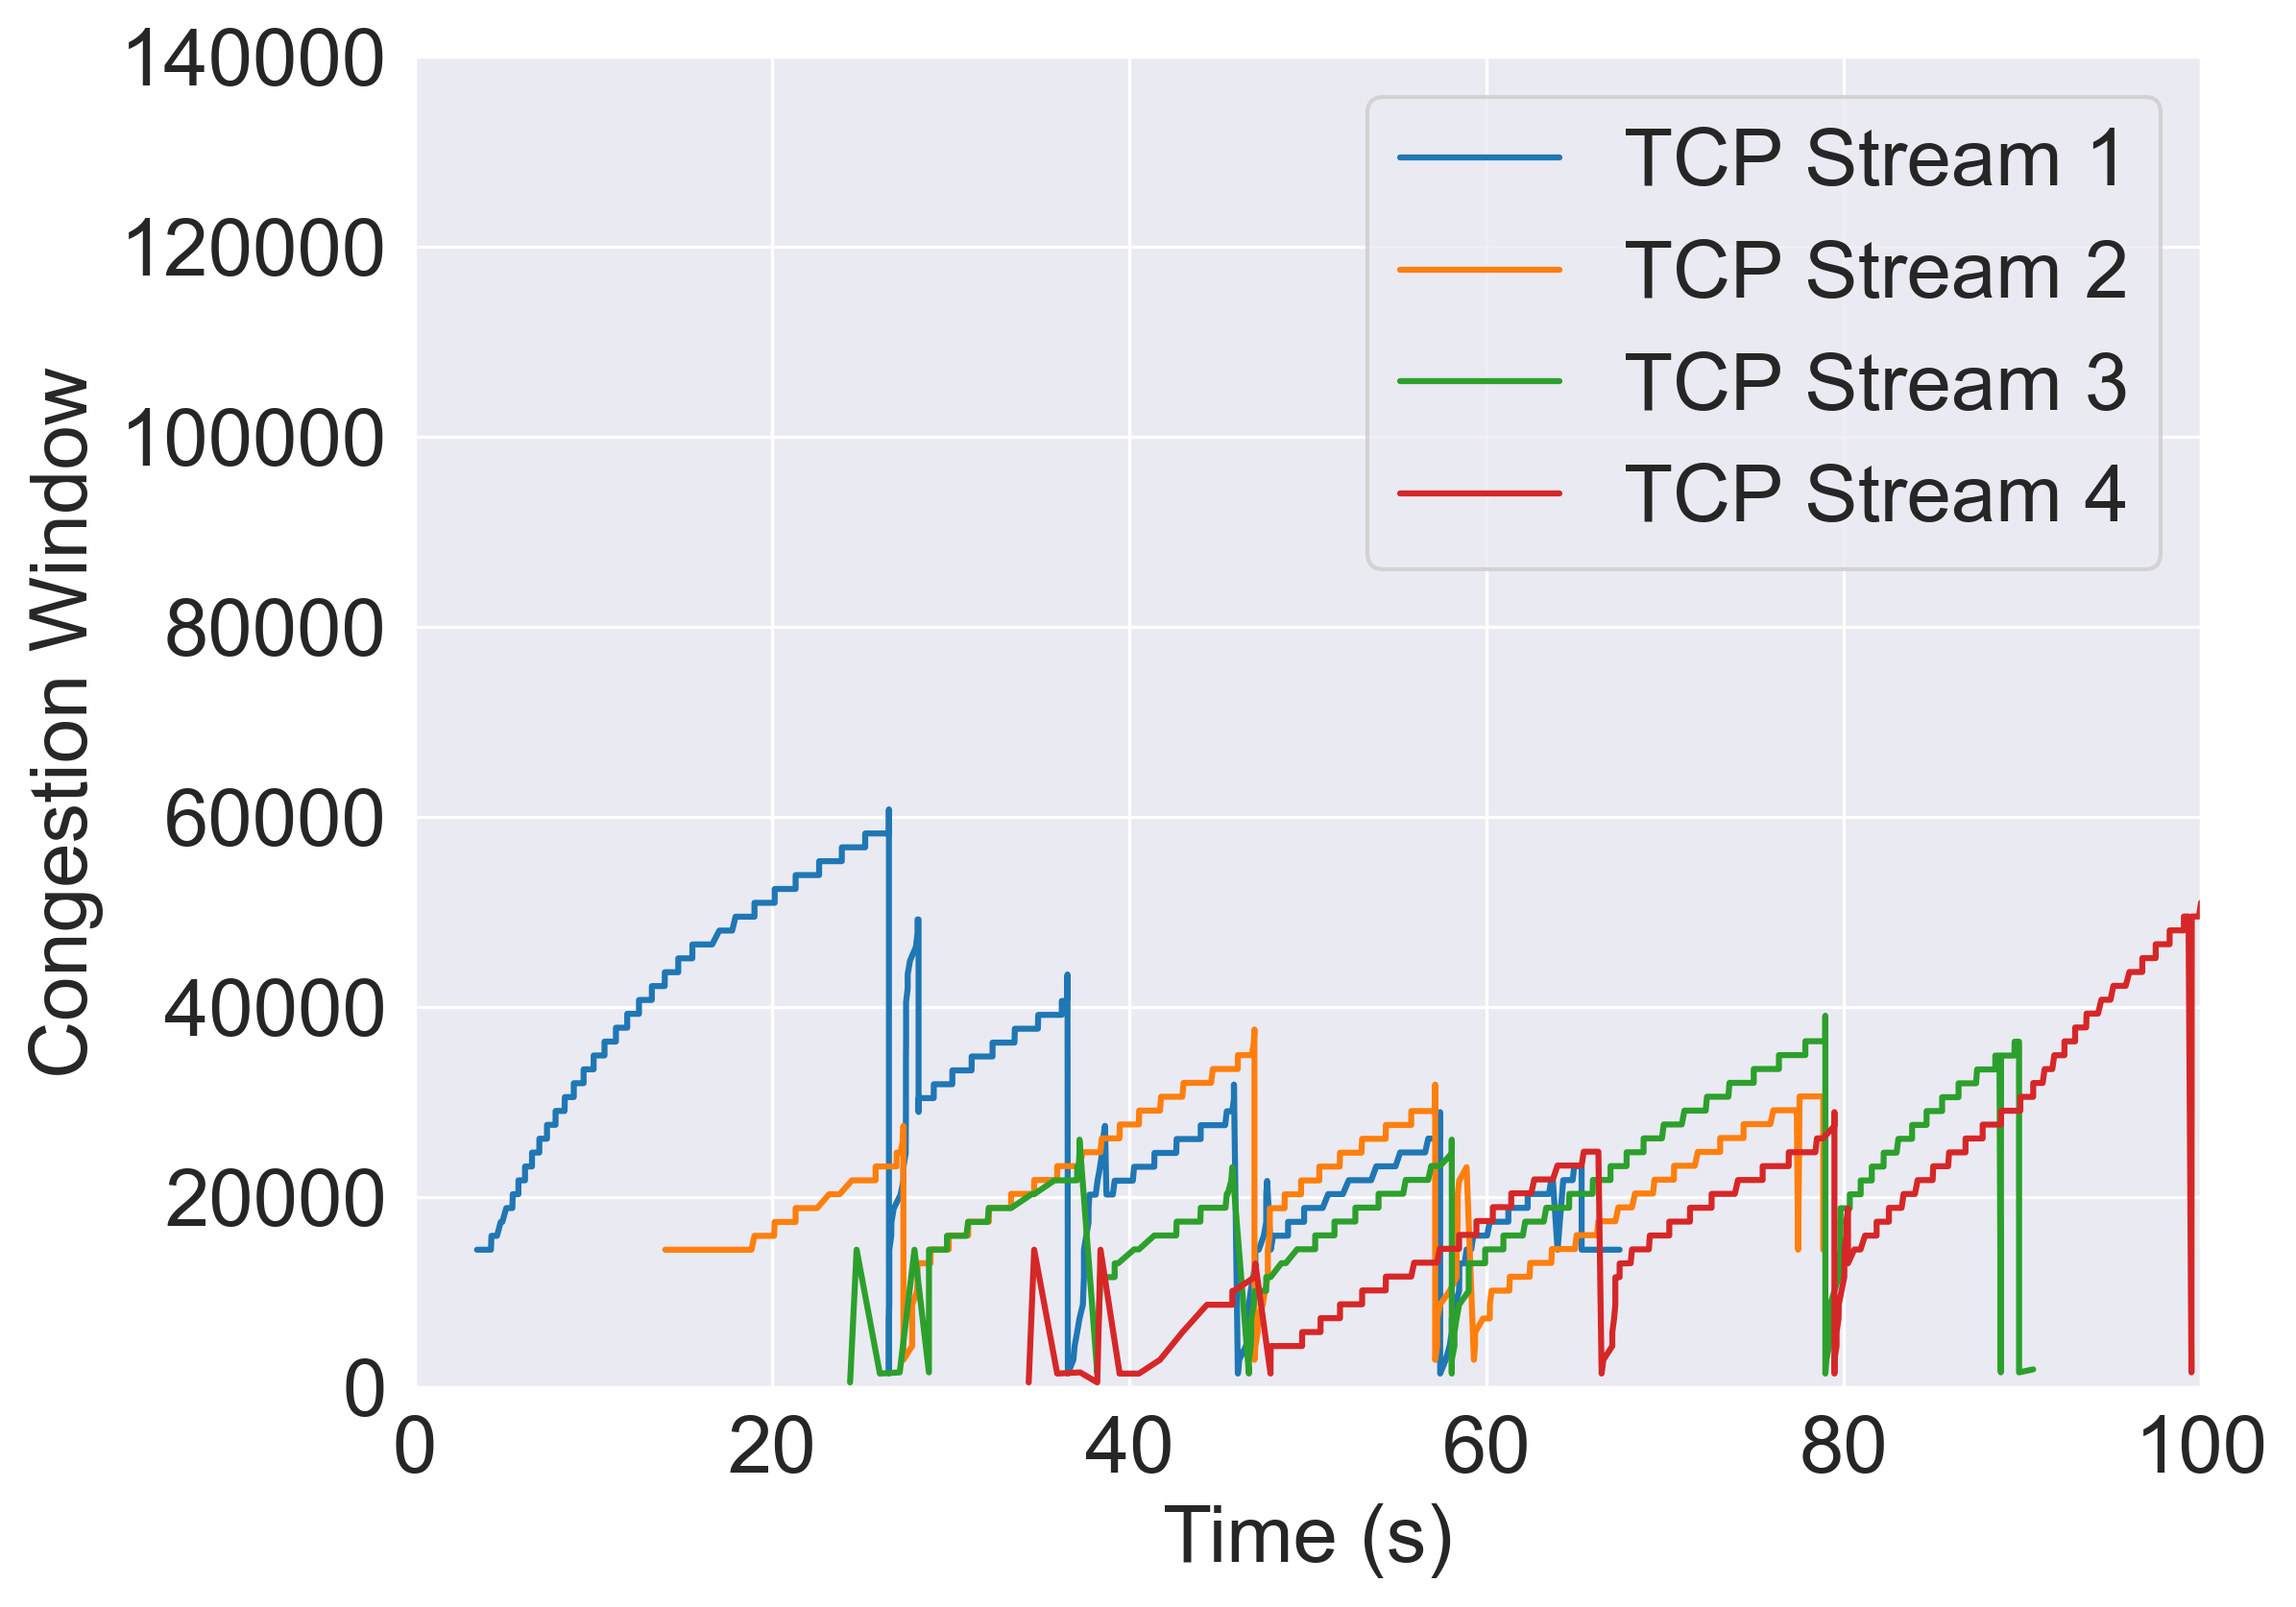 140000
120000
100000
80000
60000
40000
20000
0
Congestion Window
0 20 40 60 80 100
Time (s)
TCP Stream 1
TCP Stream 2
TCP Stream 3
TCP Stream 4